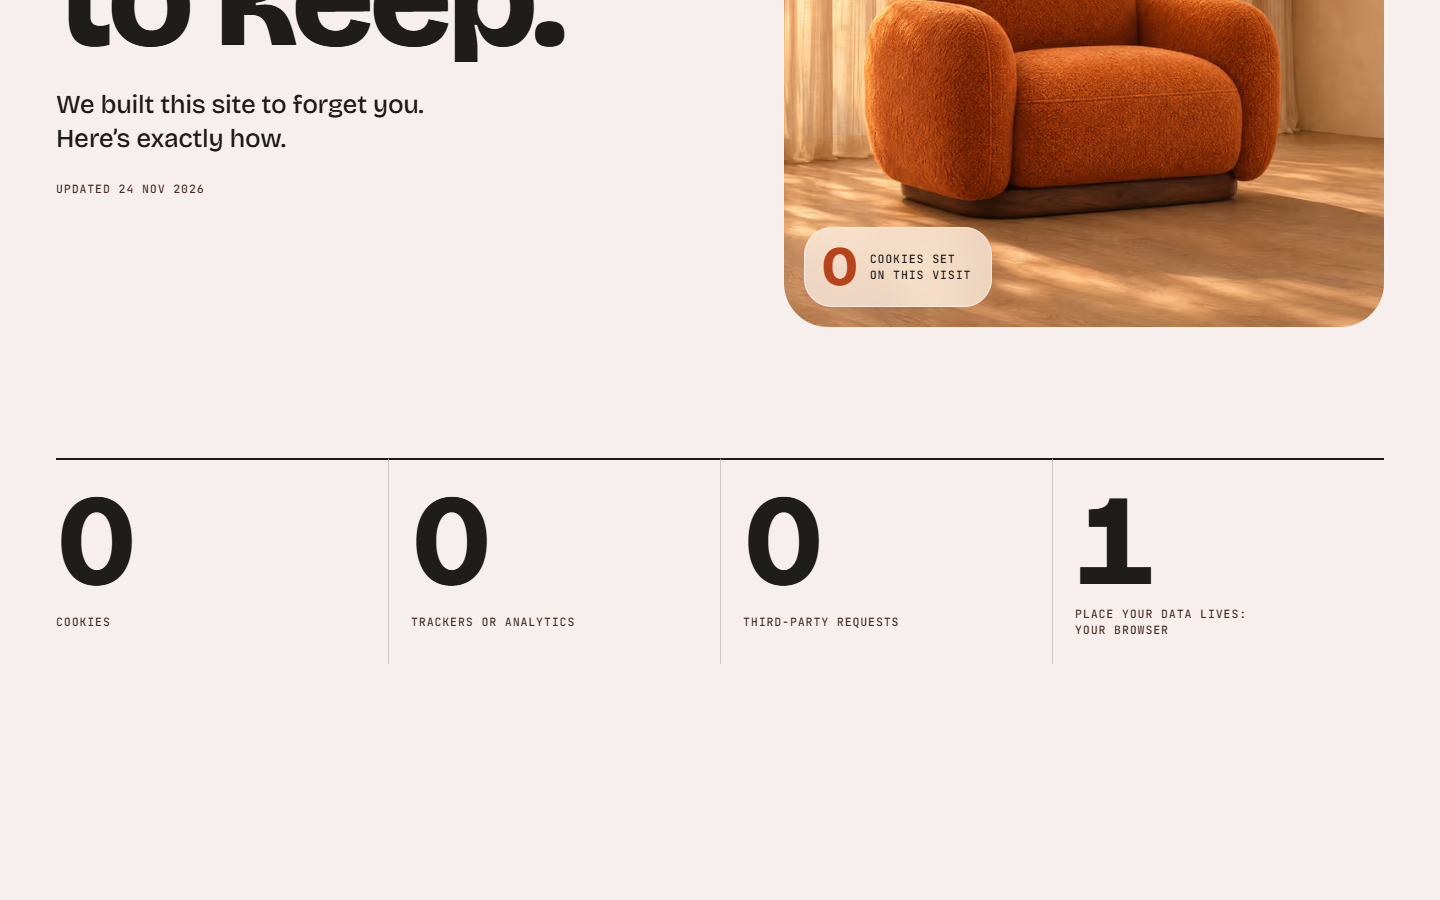 to keep.
We built this site to forget you.
Here’s exactly how.
UPDATED 24 NOV 2026
0 COOKIES SET
ON THIS VISIT
0
COOKIES
0
TRACKERS OR ANALYTICS
0
THIRD-PARTY REQUESTS
1
PLACE YOUR DATA LIVES:
YOUR BROWSER